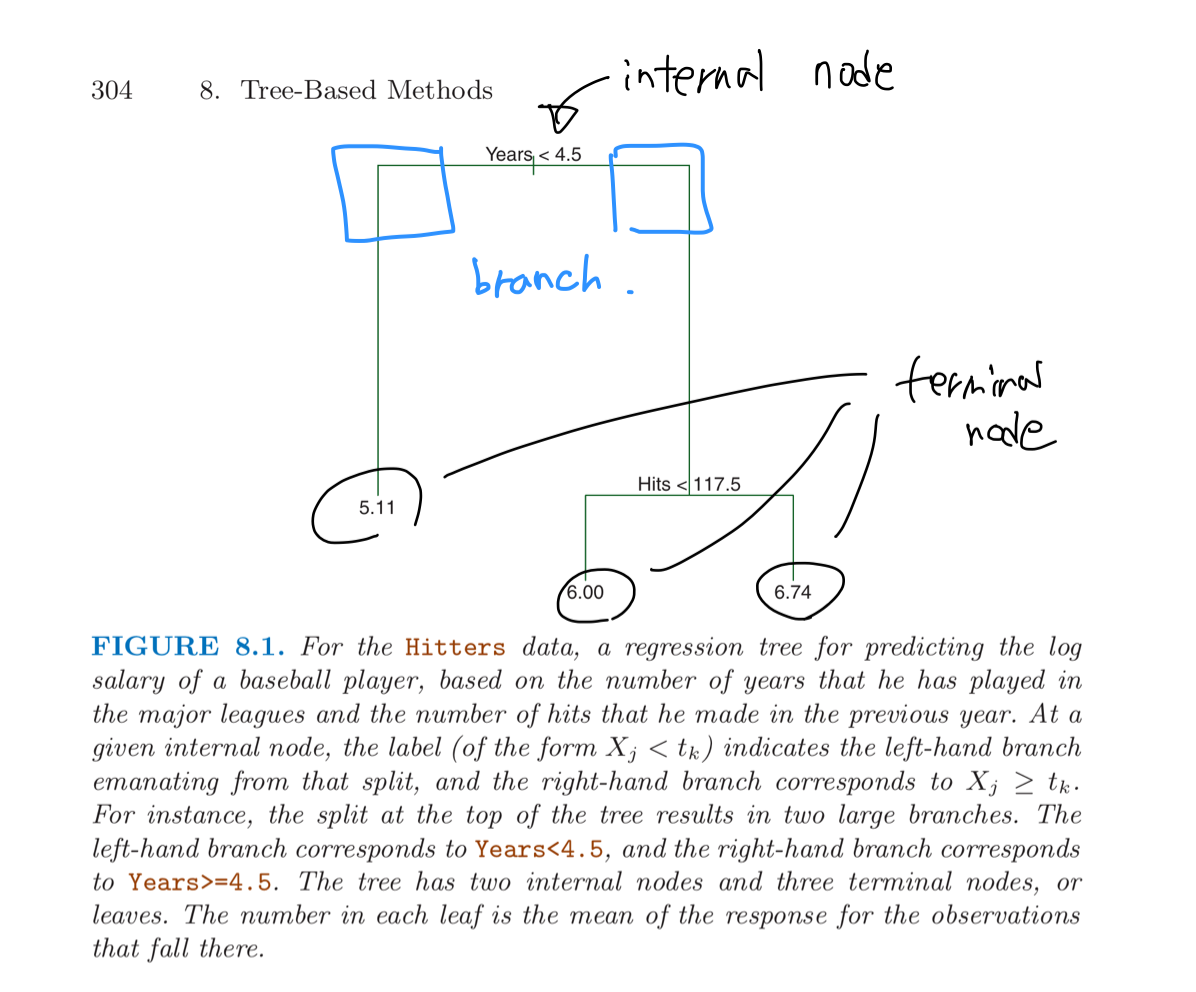 internal node
304 8. Tree-Based Methods
Years < 4.5
branch .
terminal
node
Hits < 117.5
5.11
6.00
6.74
FIGURE 8.1. For the Hitters data, a regression tree for predicting the log
salary of a baseball player, based on the number of years that he has played in
the major leagues and the number of hits that he made in the previous year. At a
given internal node, the label (of the form Xj < tk) indicates the left-hand branch
emanating from that split, and the right-hand branch corresponds to Xj ≥ tk.
For instance, the split at the top of the tree results in two large branches. The
left-hand branch corresponds to Years<4.5, and the right-hand branch corresponds
to Years>=4.5. The tree has two internal nodes and three terminal nodes, or
leaves. The number in each leaf is the mean of the response for the observations
that fall there.